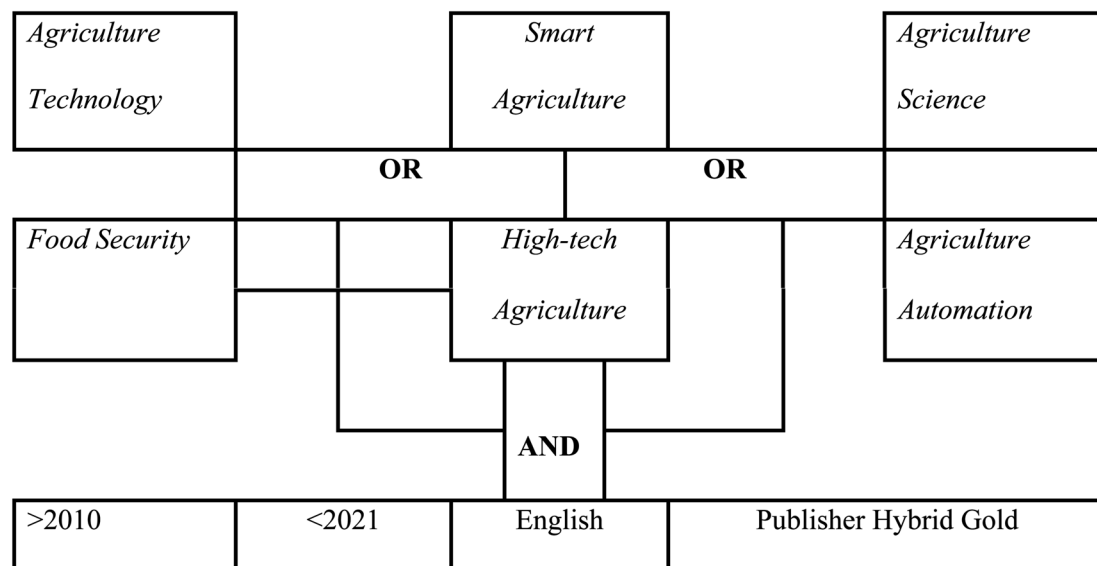 Agriculture
Technology
Smart
Agriculture
Agriculture
Science
OR
OR
Food Security
High-tech
Agriculture
Agriculture
Automation
AND
>2010
<2021
English
Publisher Hybrid Gold